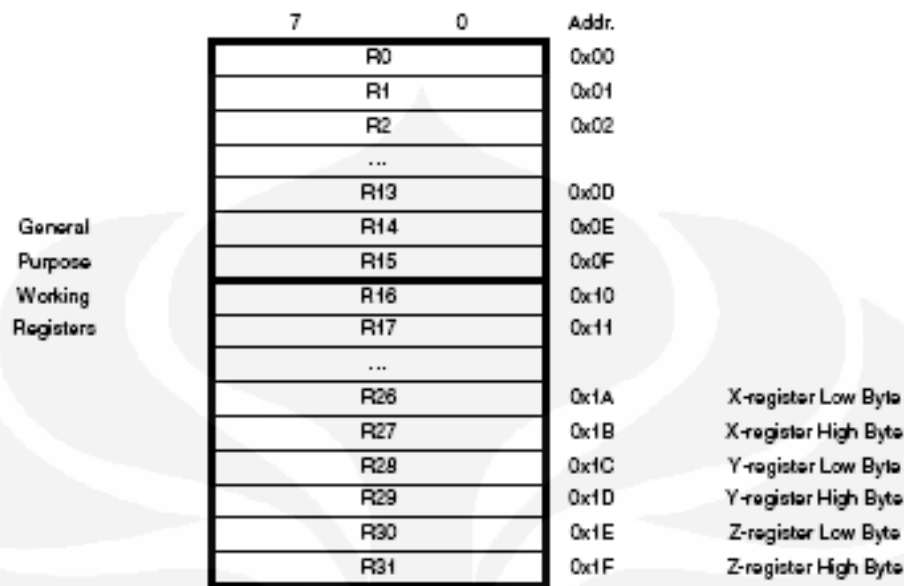 7 0 Addr.
R0 0x00
R1 0x01
R2 0x02
...
R13 0x0D
General R14 0x0E
Purpose R15 0x0F
Working R16 0x10
Registers R17 0x11
...
R26 0x1A X-register Low Byte
R27 0x1B X-register High Byte
R28 0x1C Y-register Low Byte
R29 0x1D Y-register High Byte
R30 0x1E Z-register Low Byte
R31 0x1F Z-register High Byte